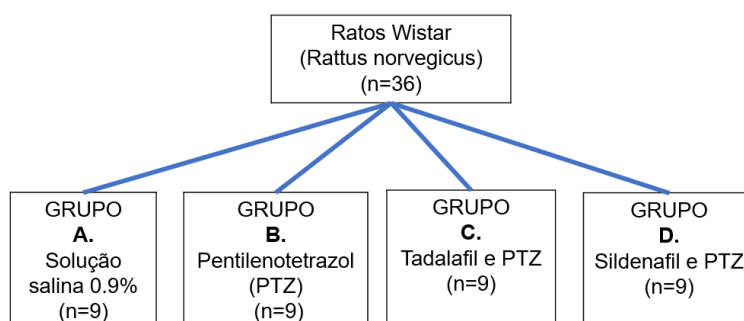 Ratos Wistar
(Rattus norvegicus)
(n=36)
GRUPO
A.
Solução
salina 0.9%
(n=9)
GRUPO
B.
Pentilenotetrazol
(PTZ)
(n=9)
GRUPO
C.
Tadalafil e PTZ
(n=9)
GRUPO
D.
Sildenafil e PTZ
(n=9)